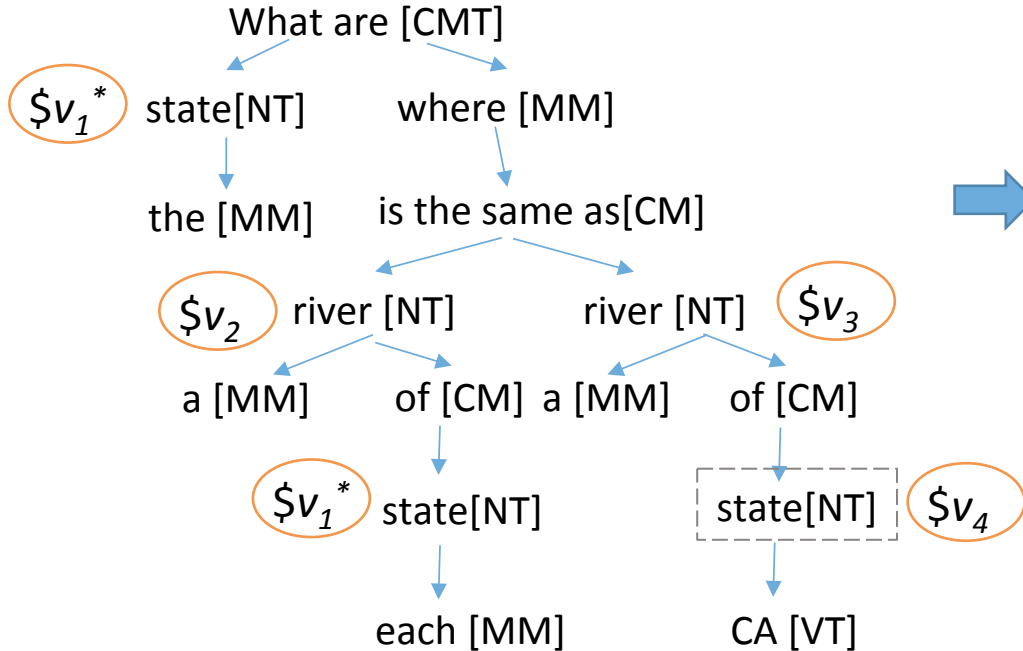 What are [CMT]
$v1* state[NT] where [MM]
the [MM] is the same as[CM]
$v2 river [NT] river [NT] $v3
a [MM] of [CM] a [MM] of [CM]
$v1* state[NT] state[NT] $v4
each [MM] CA [VT]